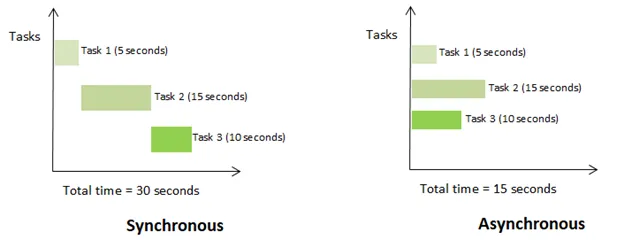 Tasks
Task 1 (5 seconds)
Task 2 (15 seconds)
Task 3 (10 seconds)
Total time = 30 seconds
Synchronous
Tasks
Task 1 (5 seconds)
Task 2 (15 seconds)
Task 3 (10 seconds)
Total time = 15 seconds
Asynchronous